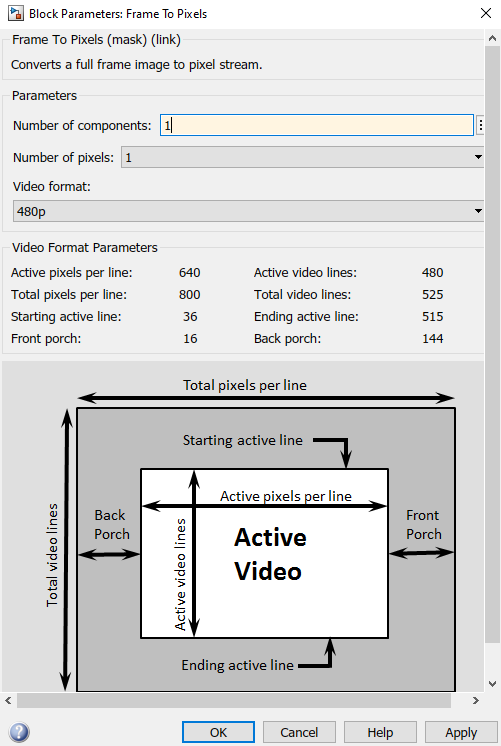 Block Parameters: Frame To Pixels
Frame To Pixels (mask) (link)
Converts a full frame image to pixel stream.
Parameters
Number of components: 1
Number of pixels: 1
Video format:
480p
Video Format Parameters
Active pixels per line: 640 Active video lines: 480
Total pixels per line: 800 Total video lines: 525
Starting active line: 36 Ending active line: 515
Front porch: 16 Back porch: 144
Total pixels per line
Starting active line
Total video lines
Back
Porch
Active video lines
Active pixels per line
Active
Video
Front
Porch
Ending active line
OK Cancel Help Apply